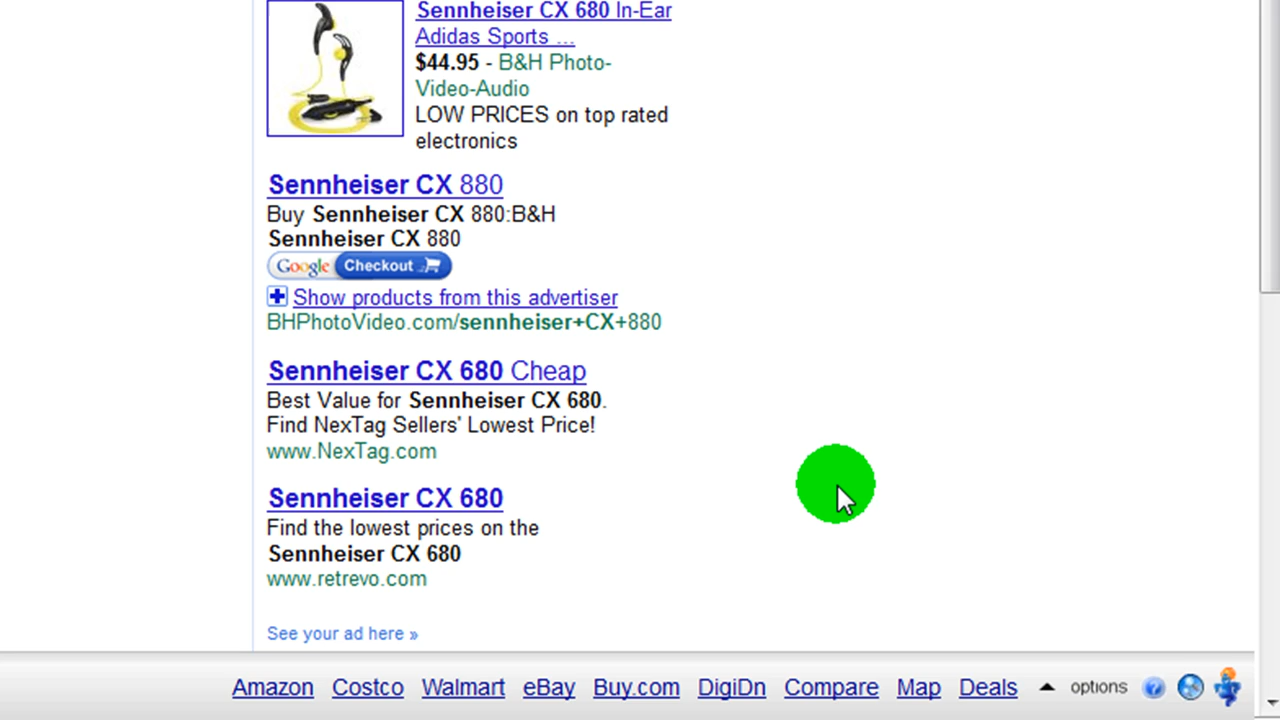 Sennheiser CX 680 In-Ear
Adidas Sports ...
$44.95 - B&H Photo-
Video-Audio
LOW PRICES on top rated
electronics
Sennheiser CX 880
Buy Sennheiser CX 880:B&H
Sennheiser CX 880
Google Checkout
Show products from this advertiser
BHPhotoVideo.com/sennheiser+CX+880
Sennheiser CX 680 Cheap
Best Value for Sennheiser CX 680.
Find NexTag Sellers' Lowest Price!
www.NexTag.com
Sennheiser CX 680
Find the lowest prices on the
Sennheiser CX 680
www.retrevo.com
See your ad here »
Amazon Costco Walmart eBay Buy.com DigiDn Compare Map Deals options ?